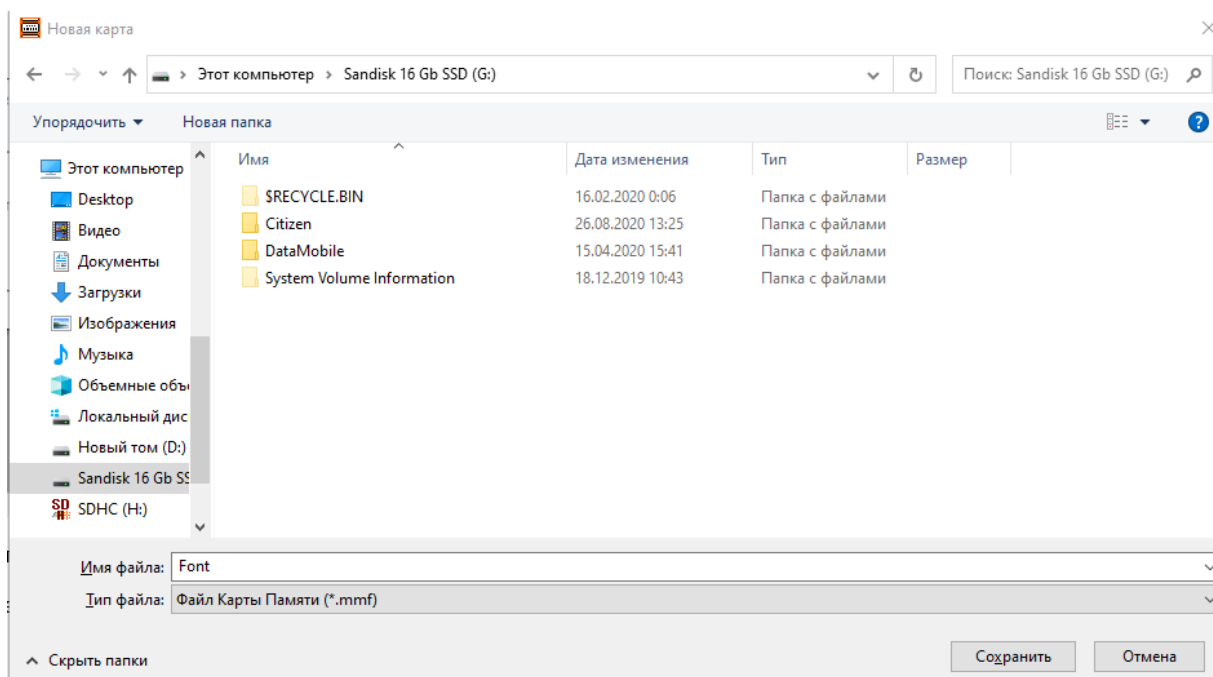 Новая карта
Этот компьютер › Sandisk 16 Gb SSD (G:)
Поиск: Sandisk 16 Gb SSD (G:)
Упорядочить
Новая папка
Имя
Дата изменения
Тип
Размер
Этот компьютер
Desktop
Видео
Документы
Загрузки
Изображения
Музыка
Объемные объ
Локальный дис
Новый том (D:)
Sandisk 16 Gb SS
SD SDHC (H:)
$RECYCLE.BIN 16.02.2020 0:06 Папка с файлами
Citizen 26.08.2020 13:25 Папка с файлами
DataMobile 15.04.2020 15:41 Папка с файлами
System Volume Information 18.12.2019 10:43 Папка с файлами
Имя файла: Font
Тип файла: Файл Карты Памяти (*.mmf)
Скрыть папки
Сохранить
Отмена